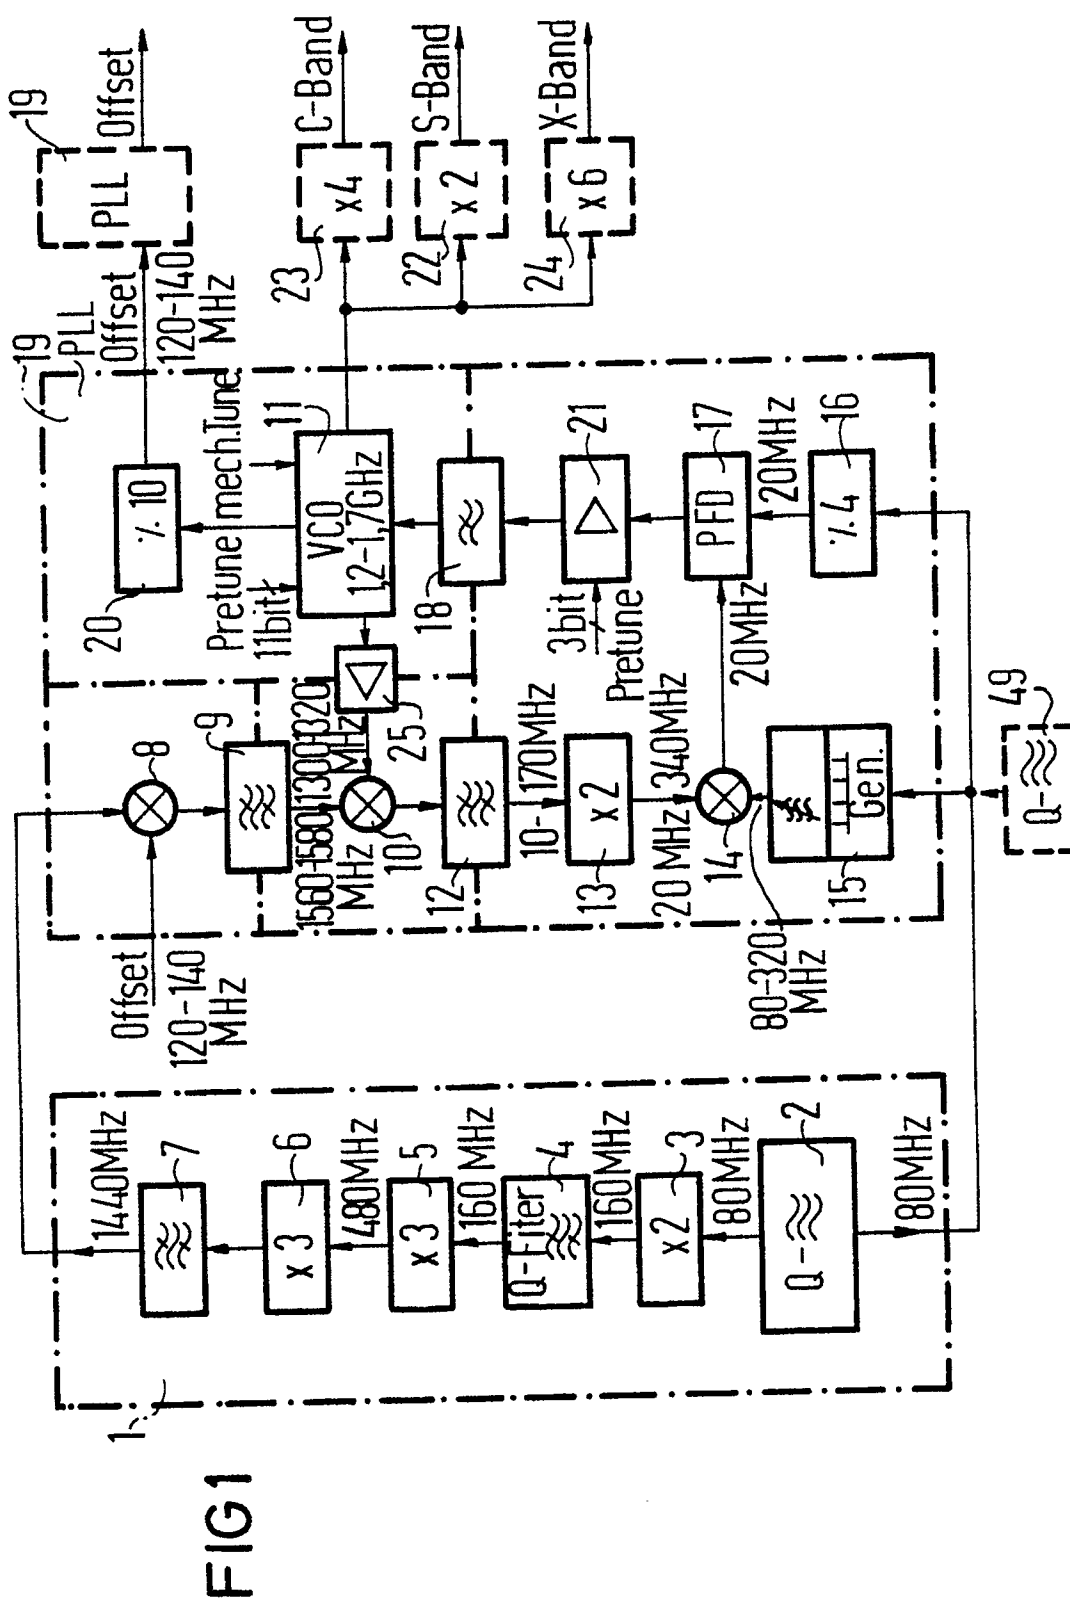 FIG 1
1
1440MHz
7
6
x3
480MHz
5
x3
160MHz
Q-Filter
4
160MHz
3
x2
80MHz
2
Q-
80MHz
Offset
120-140
MHz
8
9
1560-1580
MHz
1300-1320
MHz
10
25
12
10-170MHz
13
x2
20 MHz
340MHz
14
80-320
MHz
15
Gen.
Q-
49
20
٪10
Pretune
11bit
mech.Tune
11
VCO
1,2-1,7GHz
18
21
3bit
Pretune
17
PFD
20MHz
20MHz
16
٪4
19
PLL
Offset
120-140
MHz
19
PLL
Offset
23
x4
C-Band
22
x2
S-Band
24
x6
X-Band